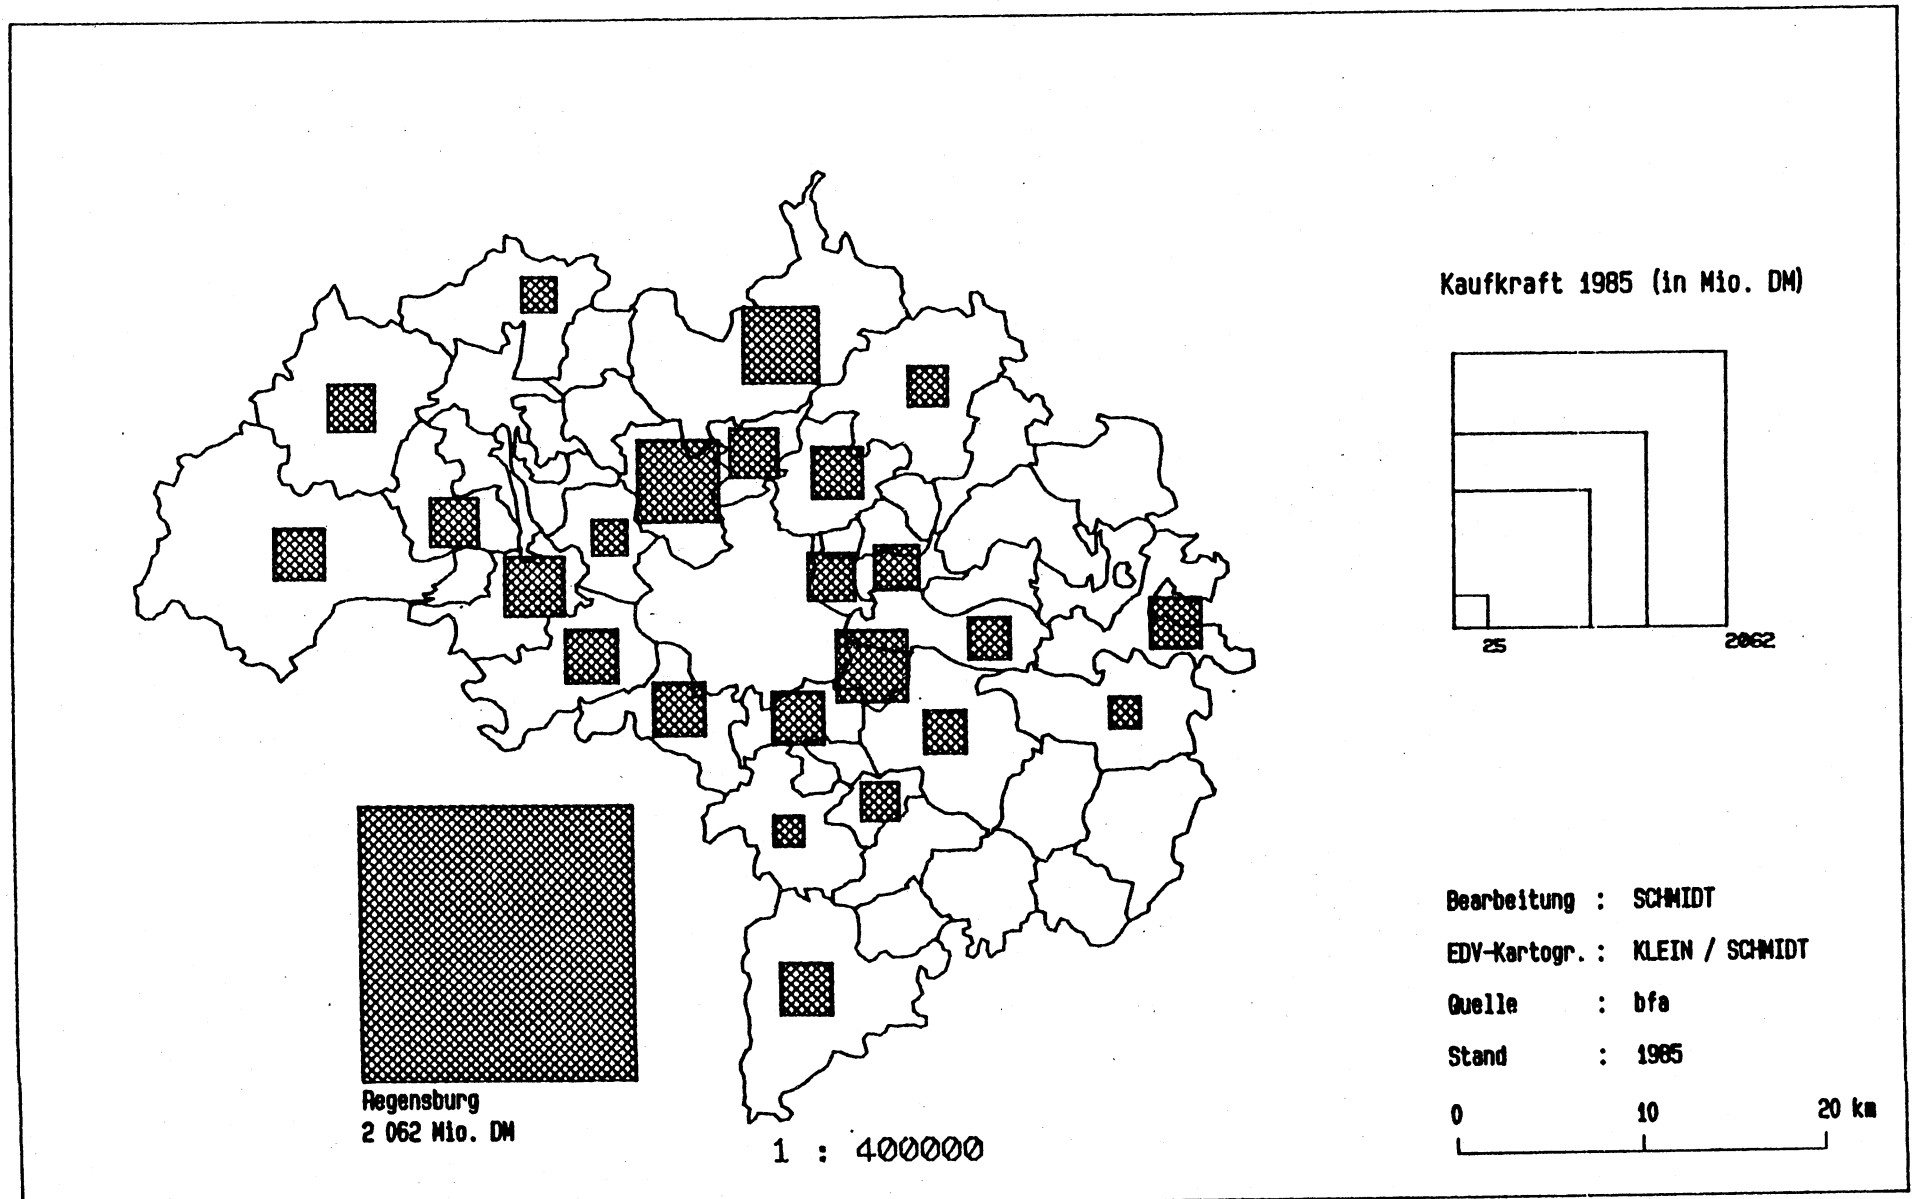 Kaufkraft 1985 (in Mio. DM)
25
2062
Bearbeitung : SCHMIDT
EDV-Kartogr. : KLEIN / SCHMIDT
Quelle : bfa
Stand : 1985
0 10 20 km
Regensburg
2 062 Mio. DM
1 : 400000